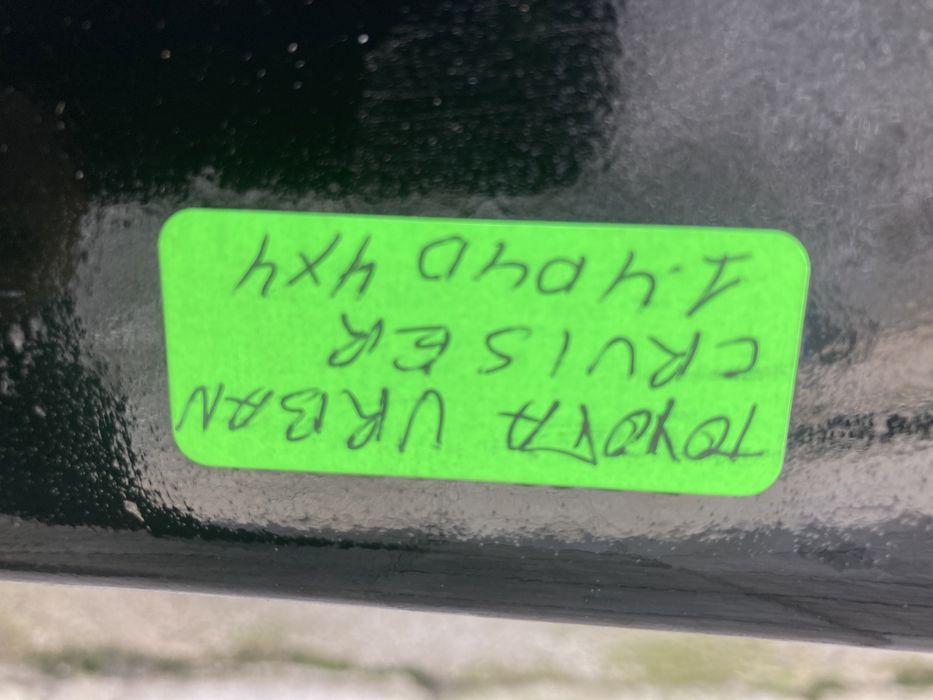 TOYOTA URBAN
CRUISER
1.4D4D 4X4